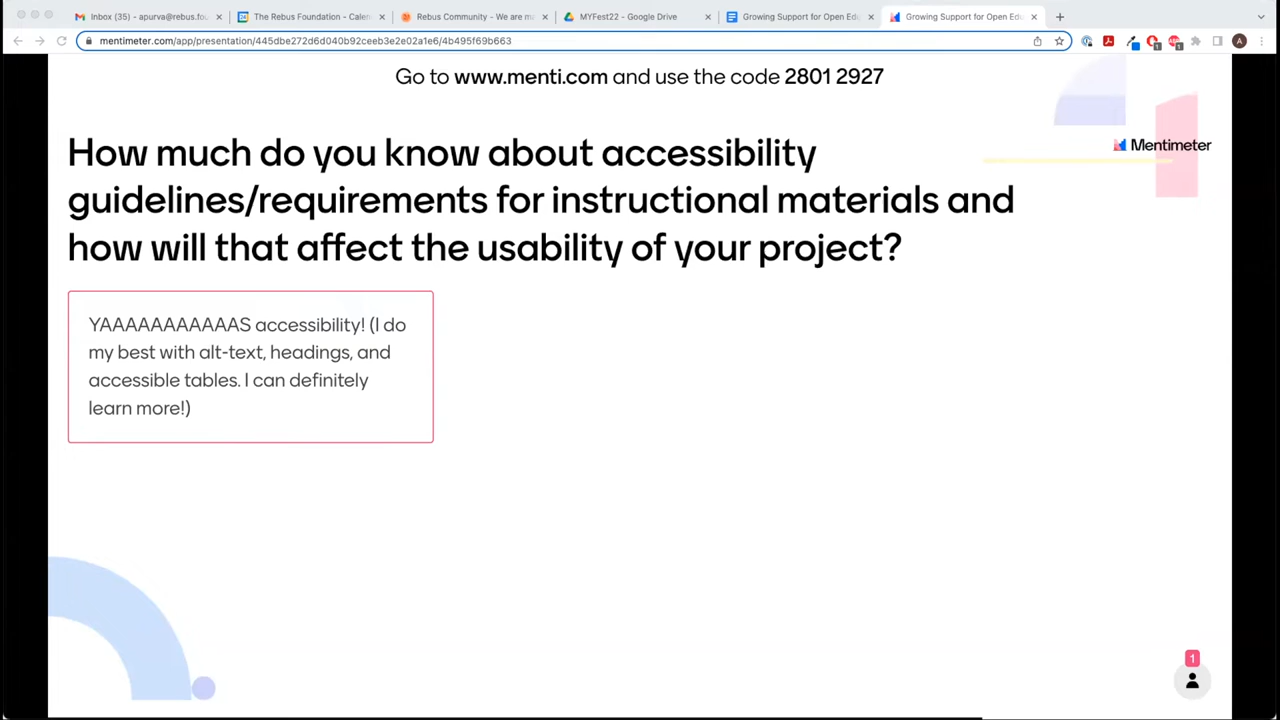 Inbox (35) - apurva@rebus.fou
The Rebus Foundation - Calen
Rebus Community - We are m
MYFest22 - Google Drive
Growing Support for Open Edu
Growing Support for Open Edu
mentimeter.com/app/presentation/445dbe272d6d040b92ceeb3e2e02a1e6/4b495f69b663
A
Go to www.menti.com and use the code 2801 2927
Mentimeter
How much do you know about accessibility
guidelines/requirements for instructional materials and
how will that affect the usability of your project?
YAAAAAAAAAAAS accessibility! (I do
my best with alt-text, headings, and
accessible tables. I can definitely
learn more!)
1